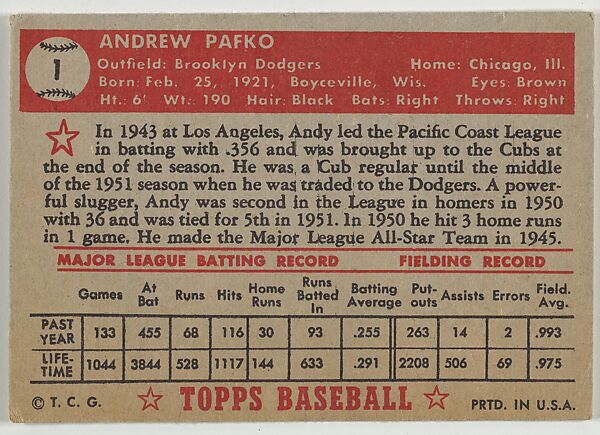 1
ANDREW PAFKO
Outfield: Brooklyn Dodgers Home: Chicago, Ill.
Born: Feb. 25, 1921, Boyceville, Wis. Eyes: Brown
Ht.: 6' Wt.: 190 Hair: Black Bats: Right Throws: Right
In 1943 at Los Angeles, Andy led the Pacific Coast League
in batting with .356 and was brought up to the Cubs at
the end of the season. He was a Cub regular until the middle
of the 1951 season when he was traded to the Dodgers. A power-
ful slugger, Andy was second in the League in homers in 1950
with 36 and was tied for 5th in 1951. In 1950 he hit 3 home runs
in 1 game. He made the Major League All-Star Team in 1945.
MAJOR LEAGUE BATTING RECORD FIELDING RECORD
Games At Bat Runs Hits Home Runs Runs Batted In Batting Average Put-outs Assists Errors Field. Avg.
PAST YEAR 133 455 68 116 30 93 .255 263 14 2 .993
LIFE-TIME 1044 3844 528 1117 144 633 .291 2208 506 69 .975
© T. C. G. TOPPS BASEBALL PRTD. IN U.S.A.